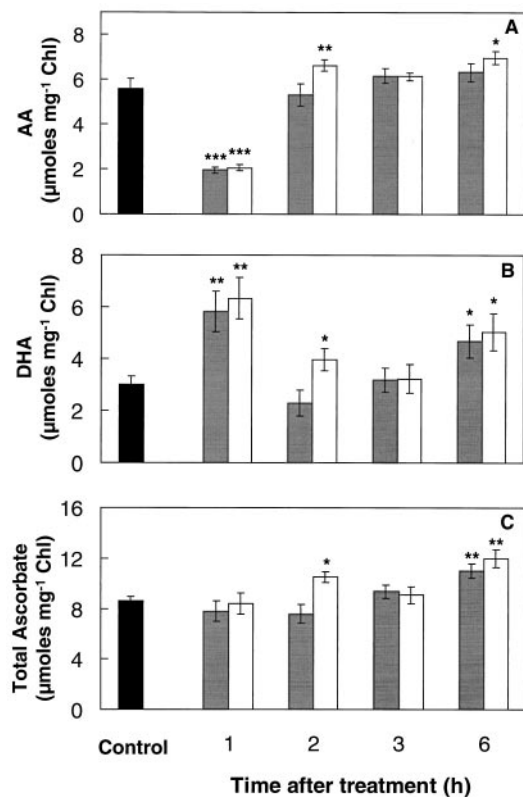 A
AA
(µmoles mg⁻¹ Chl)
8
6
4
2
0
*** ***
**
*
B
DHA
(µmoles mg⁻¹ Chl)
8
6
4
2
0
** **
*
* *
C
Total Ascorbate
(µmoles mg⁻¹ Chl)
16
12
8
4
0
*
** **
Control 1 2 3 6
Time after treatment (h)